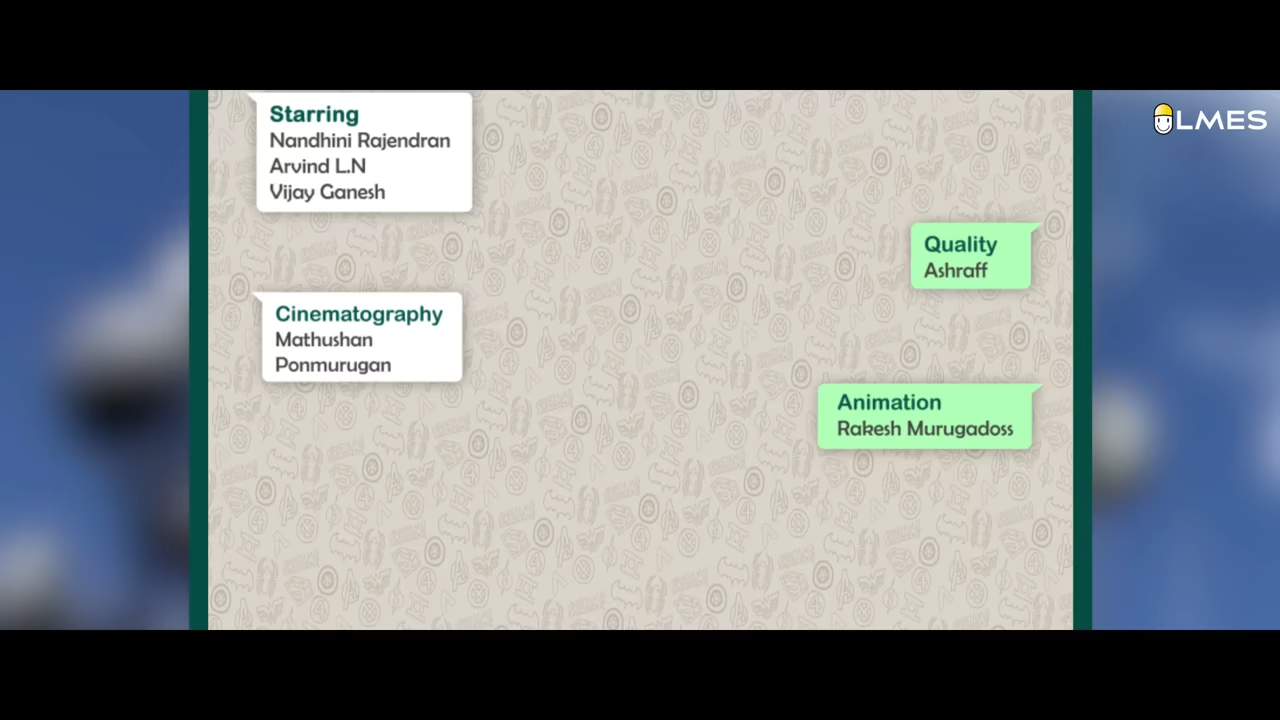 LMES
Starring
Nandhini Rajendran
Arvind L.N
Vijay Ganesh
Quality
Ashraff
Cinematography
Mathushan
Ponmurugan
Animation
Rakesh Murugadoss